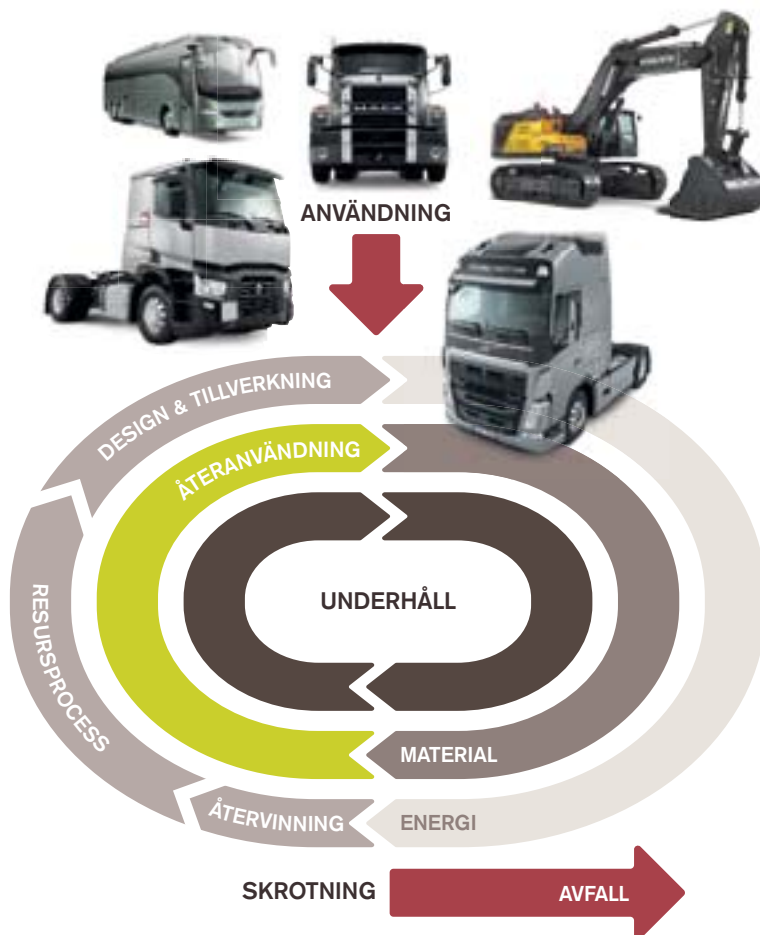 ANVÄNDNING
DESIGN & TILLVERKNING
ÅTERANVÄNDNING
UNDERHÅLL
RESURSPROCESS
MATERIAL
ÅTERVINNING
ENERGI
SKROTNING
AVFALL